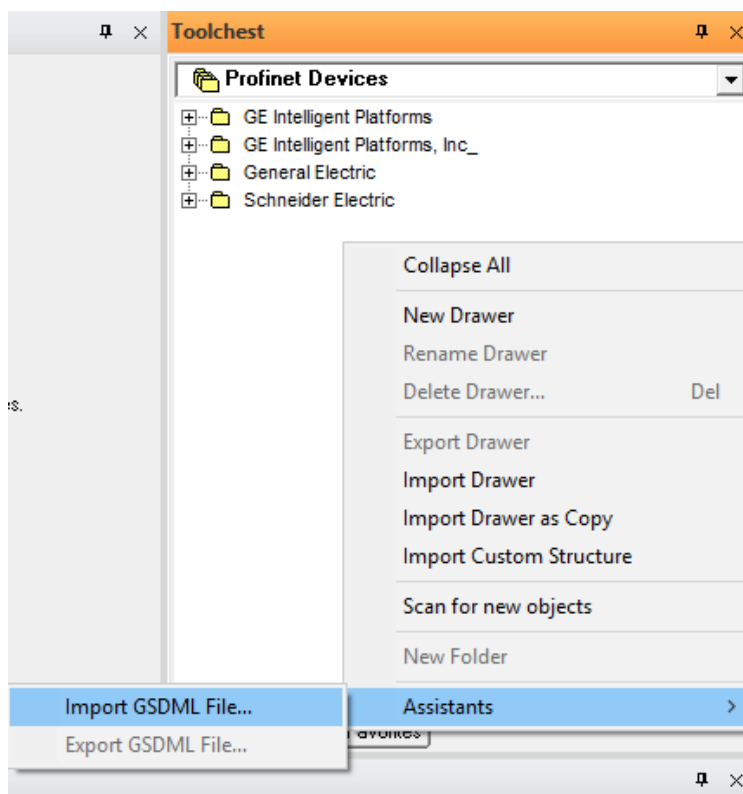 Toolchest
Profinet Devices
GE Intelligent Platforms
GE Intelligent Platforms, Inc_
General Electric
Schneider Electric
Collapse All
New Drawer
Rename Drawer
Delete Drawer... Del
es.
Export Drawer
Import Drawer
Import Drawer as Copy
Import Custom Structure
Scan for new objects
New Folder
Assistants
Import GSDML File...
Export GSDML File...